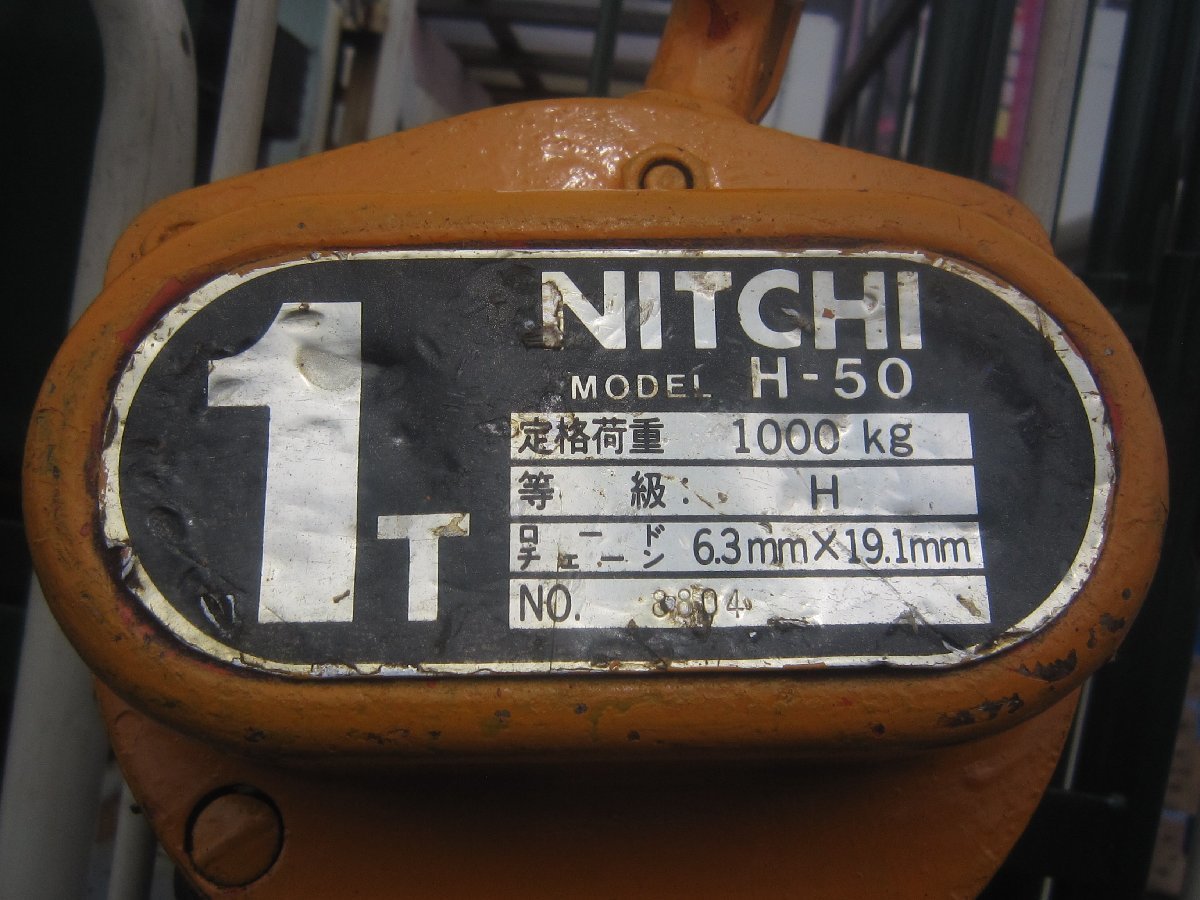 1T
NITCHI
MODEL H-50
定格荷重 1000 kg
等級: H
ロードチェーン 6.3mm×19.1mm
NO. 8804